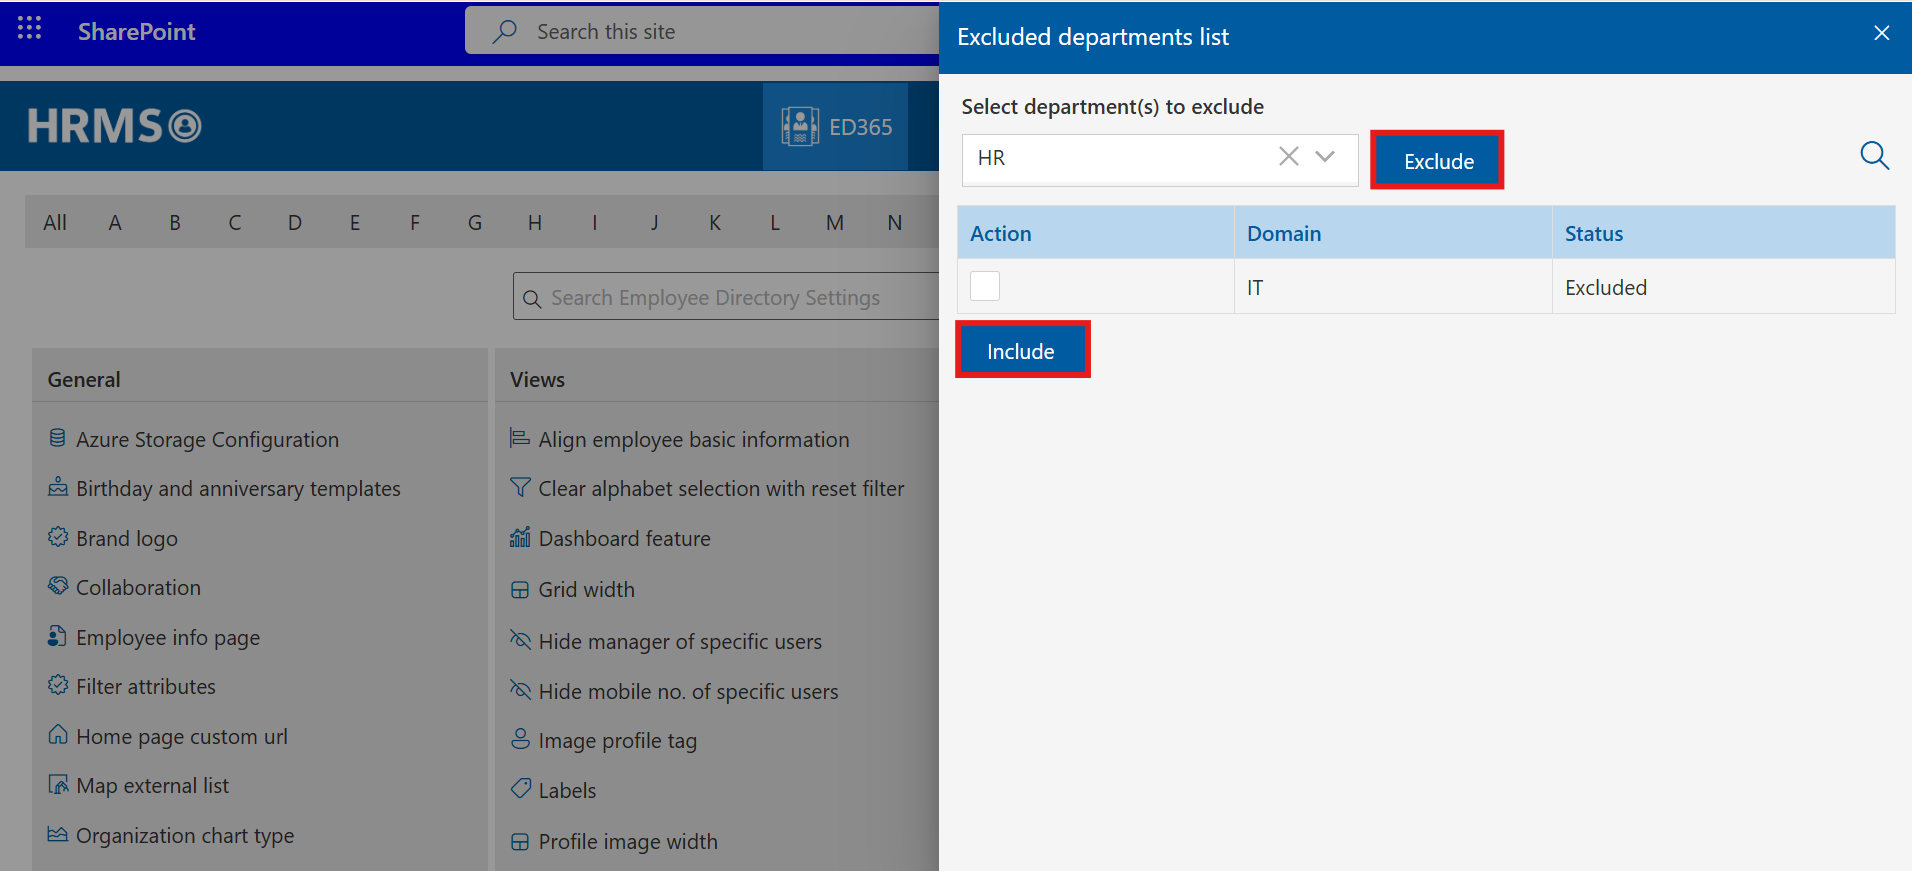 SharePoint
Search this site
HRMS
ED365
All A B C D E F G H I J K L M N
Search Employee Directory Settings
General
Azure Storage Configuration
Birthday and anniversary templates
Brand logo
Collaboration
Employee info page
Filter attributes
Home page custom url
Map external list
Organization chart type
Views
Align employee basic information
Clear alphabet selection with reset filter
Dashboard feature
Grid width
Hide manager of specific users
Hide mobile no. of specific users
Image profile tag
Labels
Profile image width
Excluded departments list
Select department(s) to exclude
HR
Exclude
Action Domain Status
IT Excluded
Include